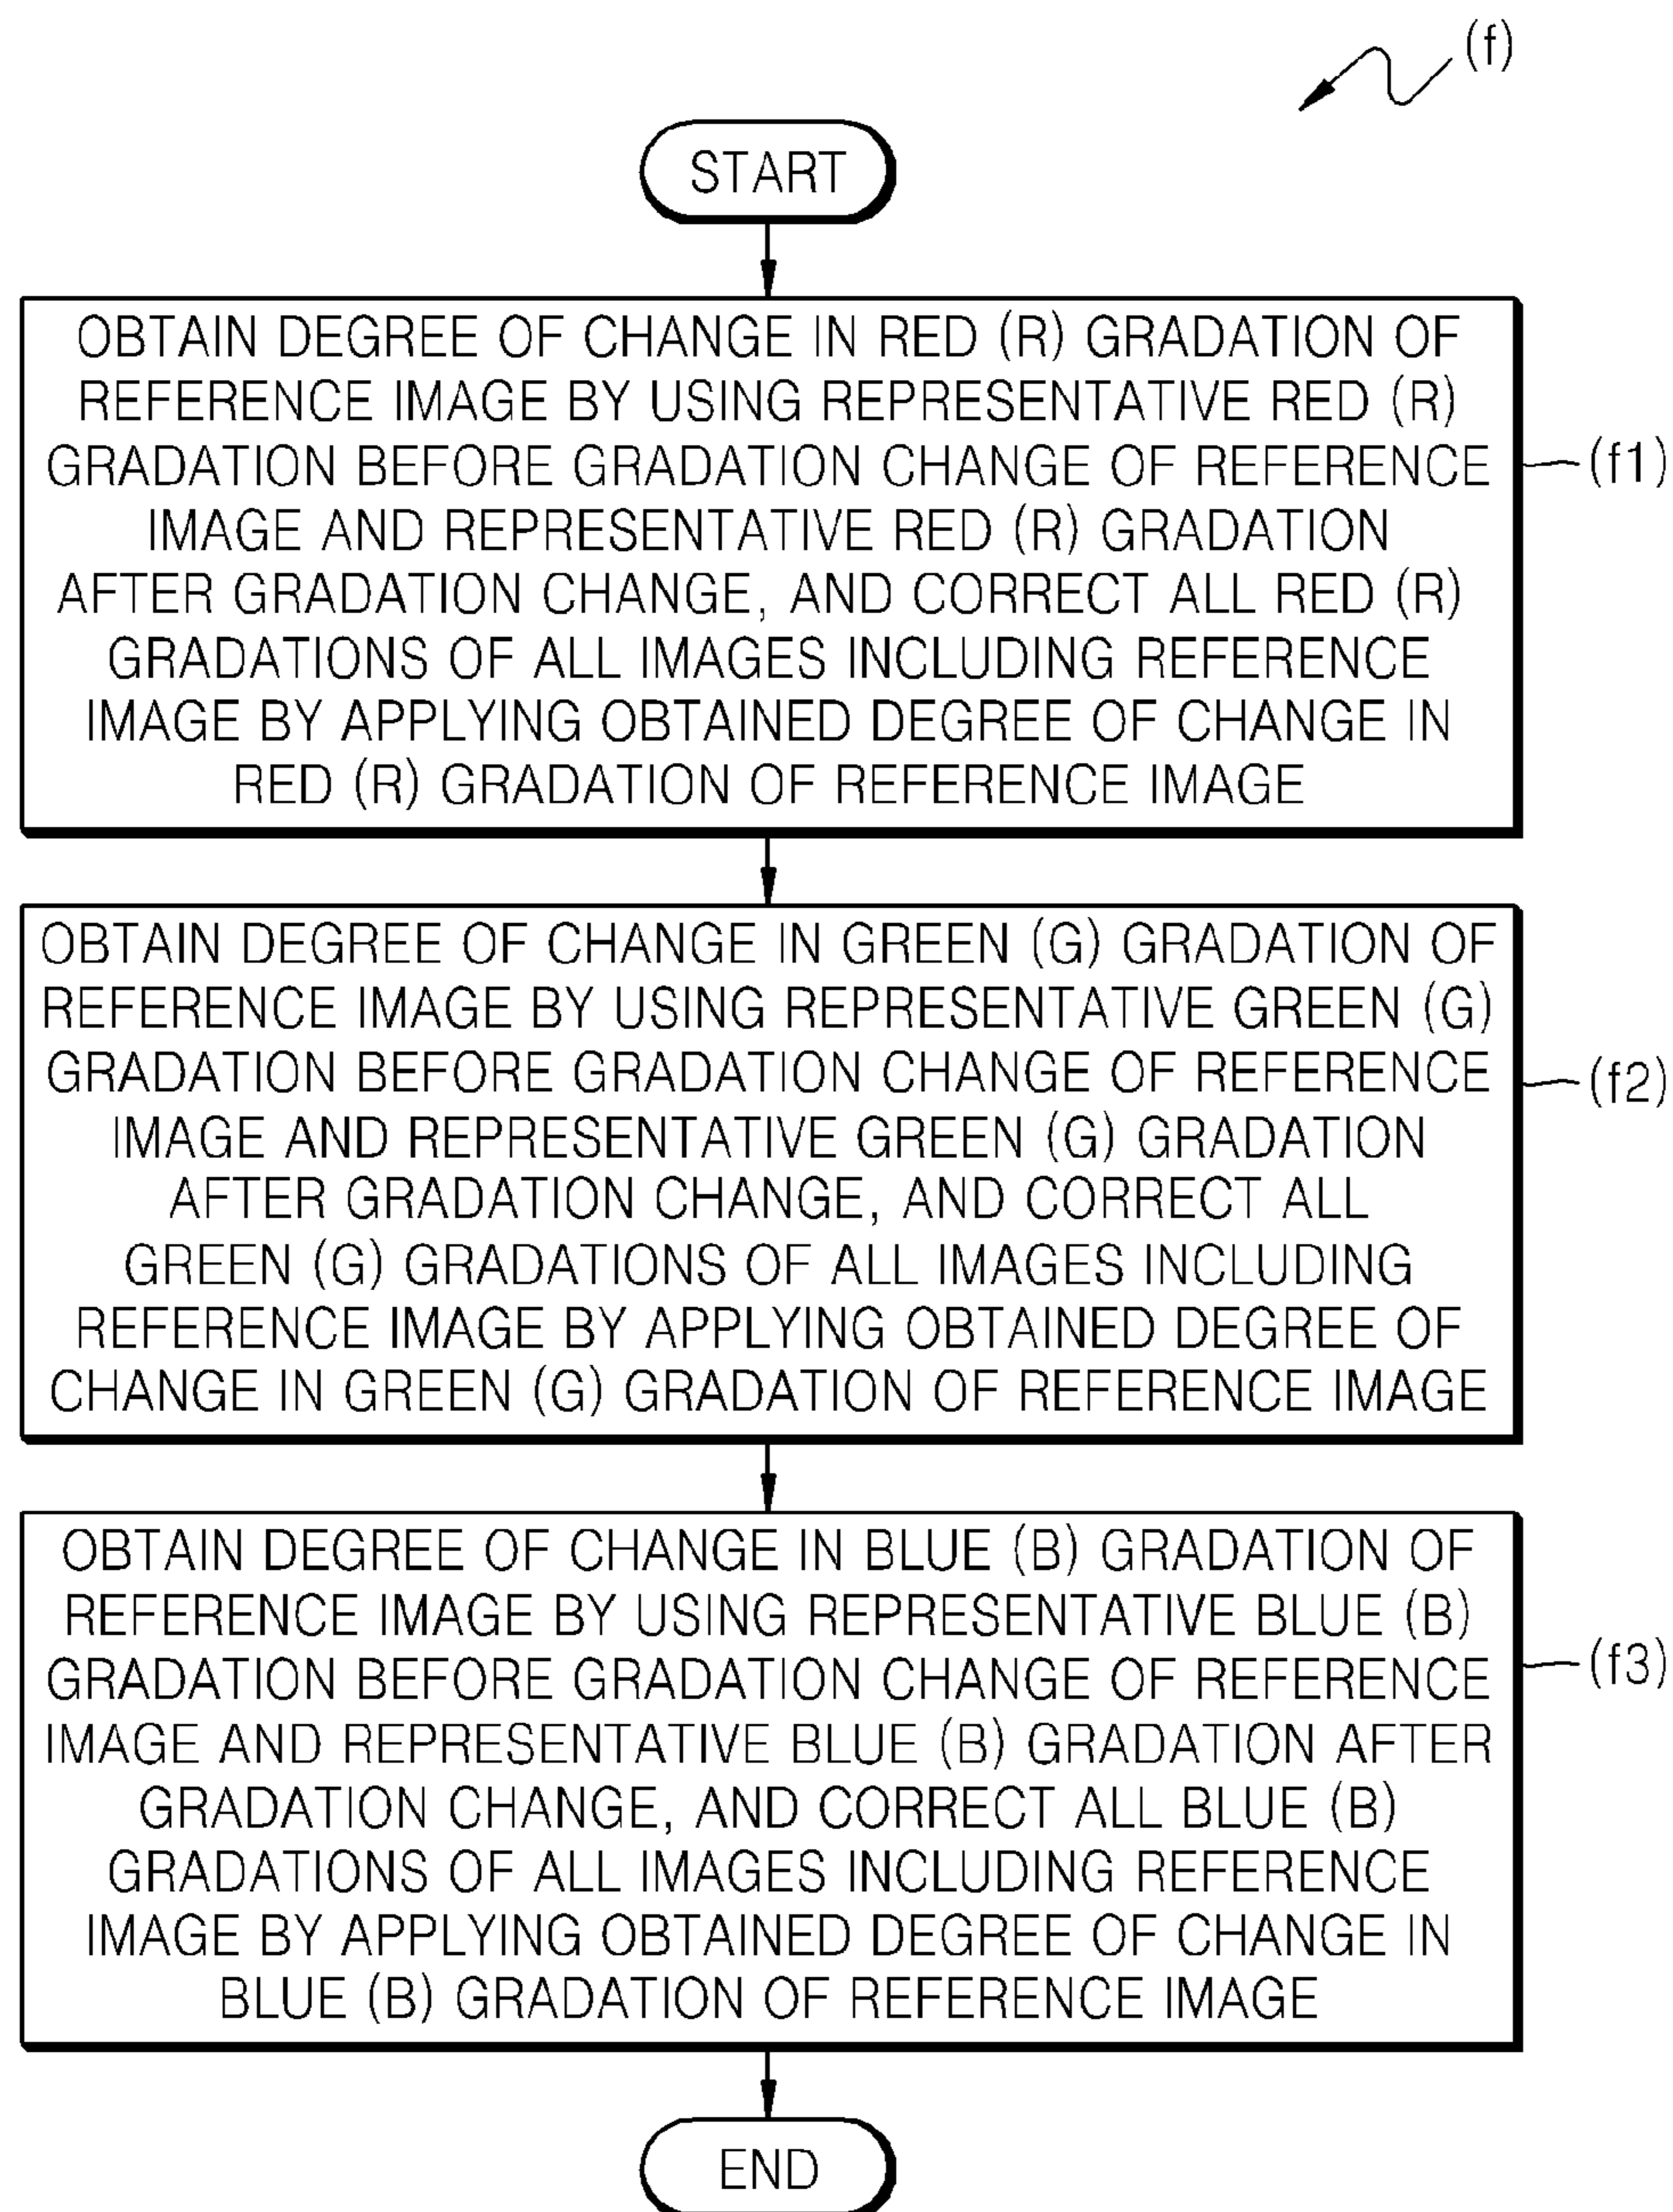 (f)
START
OBTAIN DEGREE OF CHANGE IN RED (R) GRADATION OF
REFERENCE IMAGE BY USING REPRESENTATIVE RED (R)
GRADATION BEFORE GRADATION CHANGE OF REFERENCE
IMAGE AND REPRESENTATIVE RED (R) GRADATION
AFTER GRADATION CHANGE, AND CORRECT ALL RED (R)
GRADATIONS OF ALL IMAGES INCLUDING REFERENCE
IMAGE BY APPLYING OBTAINED DEGREE OF CHANGE IN
RED (R) GRADATION OF REFERENCE IMAGE
(f1)
OBTAIN DEGREE OF CHANGE IN GREEN (G) GRADATION OF
REFERENCE IMAGE BY USING REPRESENTATIVE GREEN (G)
GRADATION BEFORE GRADATION CHANGE OF REFERENCE
IMAGE AND REPRESENTATIVE GREEN (G) GRADATION
AFTER GRADATION CHANGE, AND CORRECT ALL
GREEN (G) GRADATIONS OF ALL IMAGES INCLUDING
REFERENCE IMAGE BY APPLYING OBTAINED DEGREE OF
CHANGE IN GREEN (G) GRADATION OF REFERENCE IMAGE
(f2)
OBTAIN DEGREE OF CHANGE IN BLUE (B) GRADATION OF
REFERENCE IMAGE BY USING REPRESENTATIVE BLUE (B)
GRADATION BEFORE GRADATION CHANGE OF REFERENCE
IMAGE AND REPRESENTATIVE BLUE (B) GRADATION AFTER
GRADATION CHANGE, AND CORRECT ALL BLUE (B)
GRADATIONS OF ALL IMAGES INCLUDING REFERENCE
IMAGE BY APPLYING OBTAINED DEGREE OF CHANGE IN
BLUE (B) GRADATION OF REFERENCE IMAGE
(f3)
END